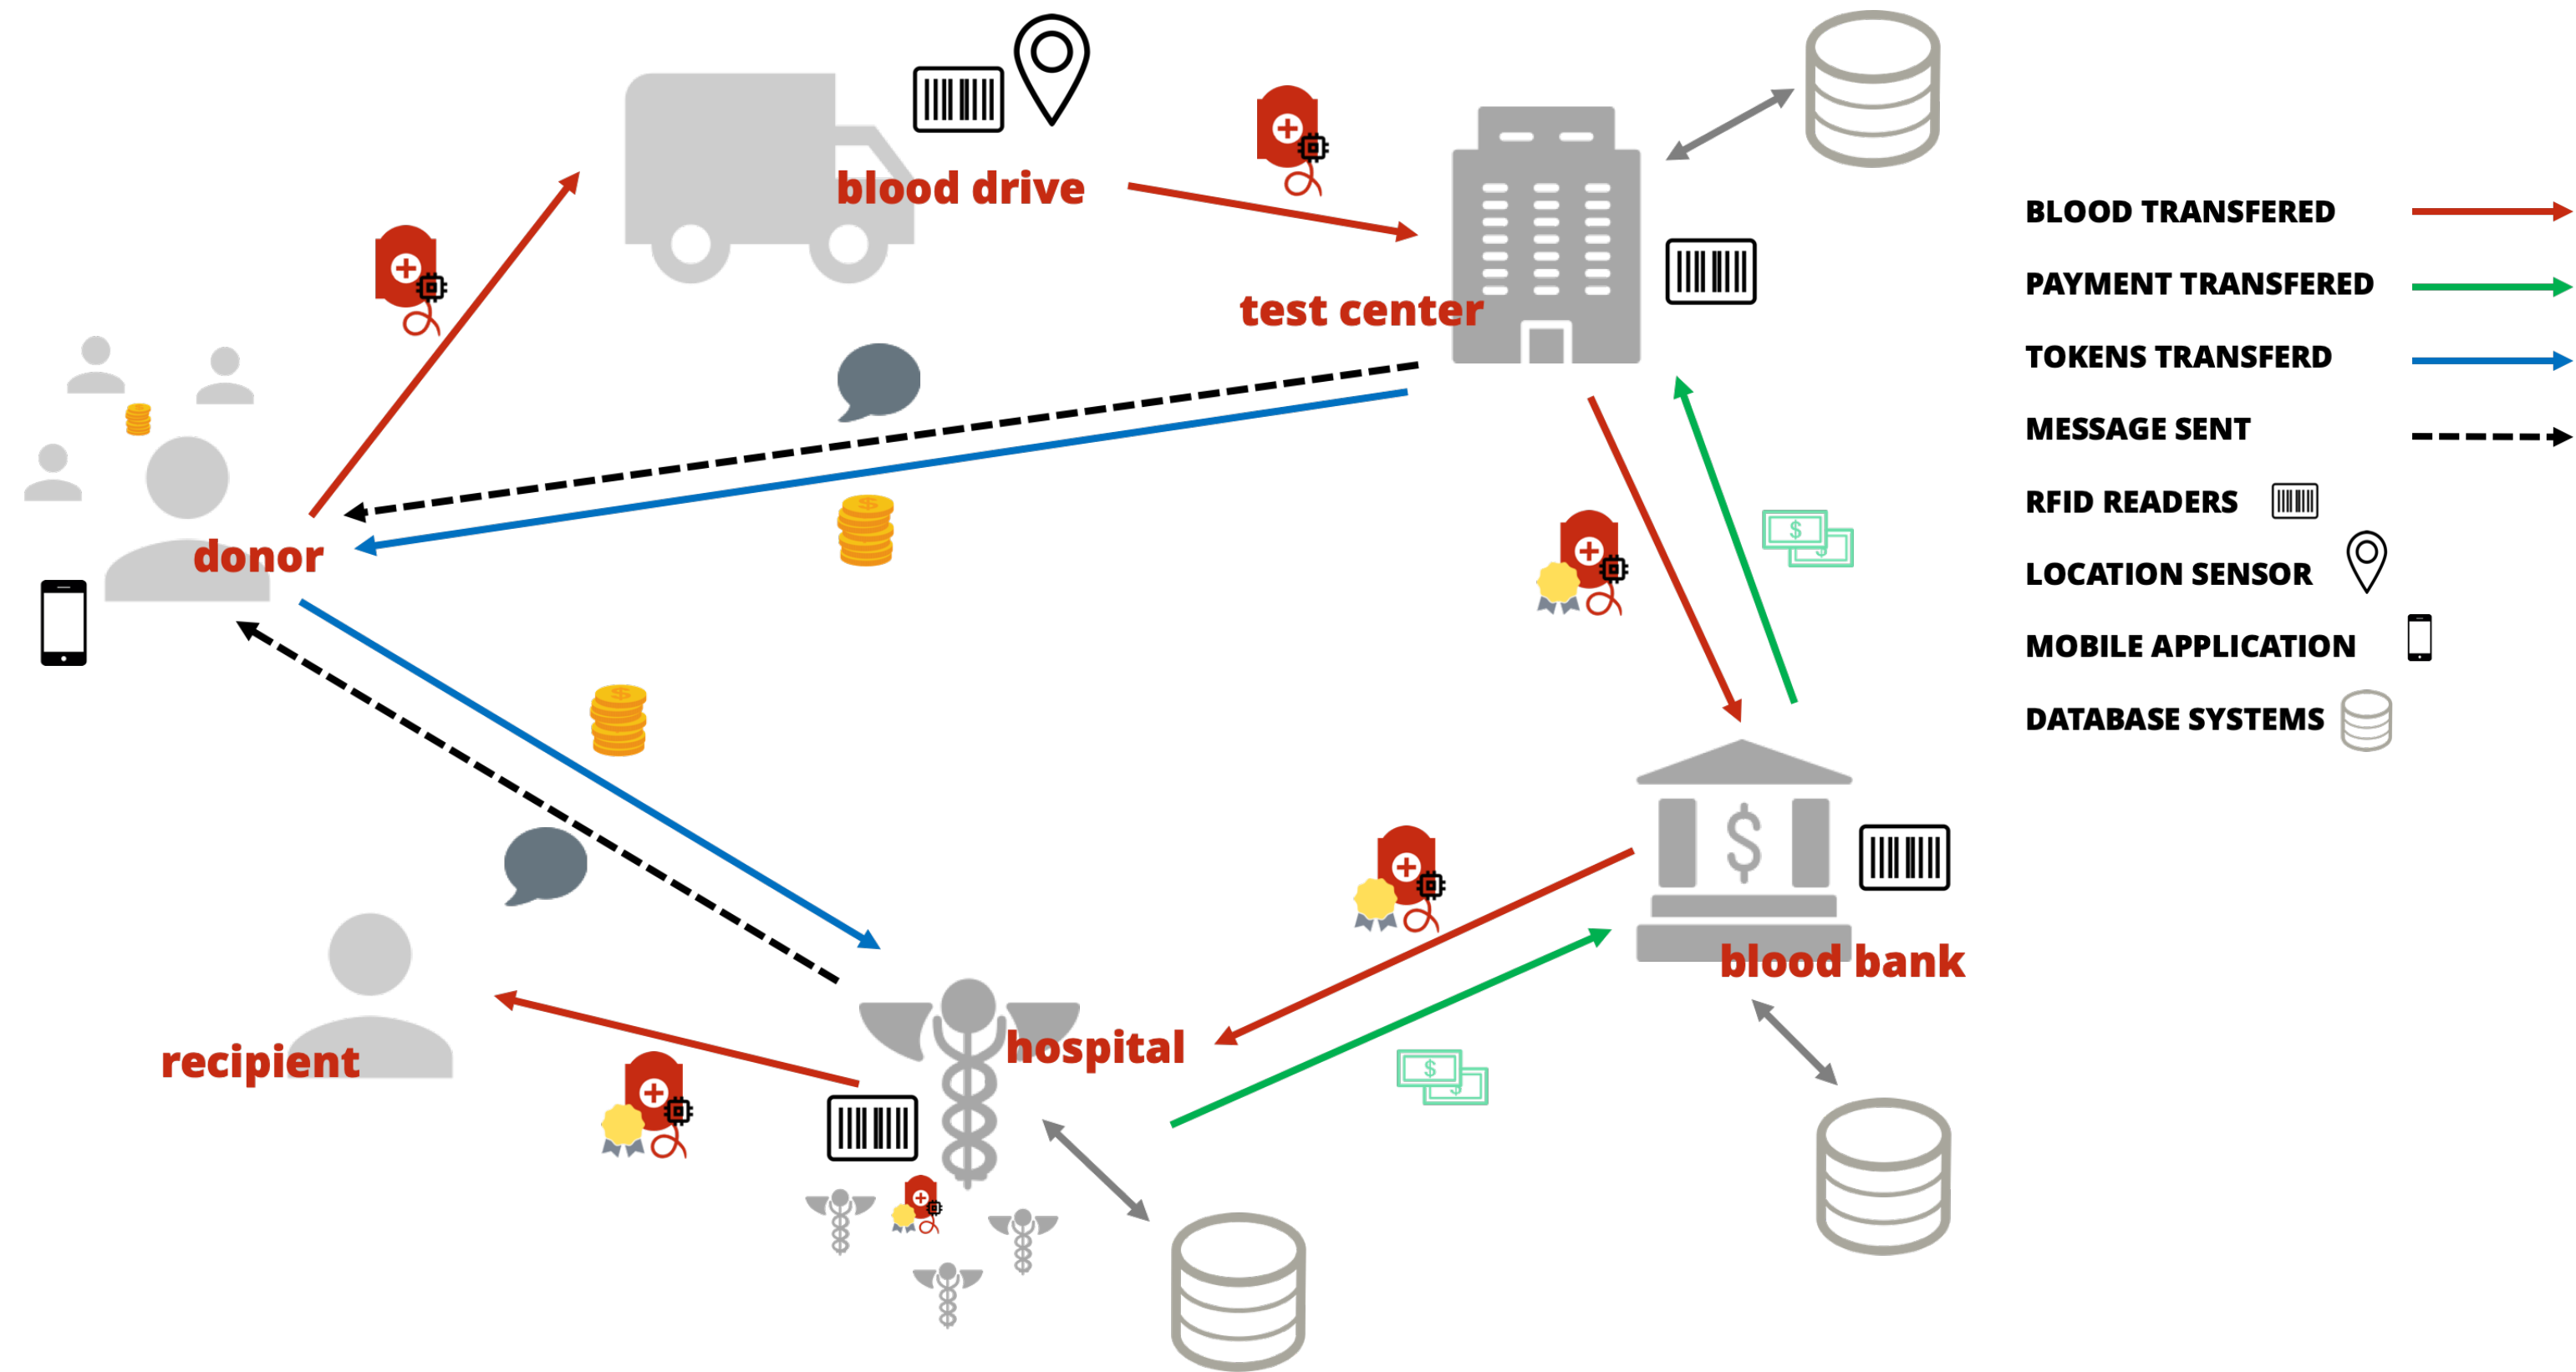 blood drive
test center
donor
recipient
hospital
blood bank
BLOOD TRANSFERED
PAYMENT TRANSFERED
TOKENS TRANSFERD
MESSAGE SENT
RFID READERS
LOCATION SENSOR
MOBILE APPLICATION
DATABASE SYSTEMS